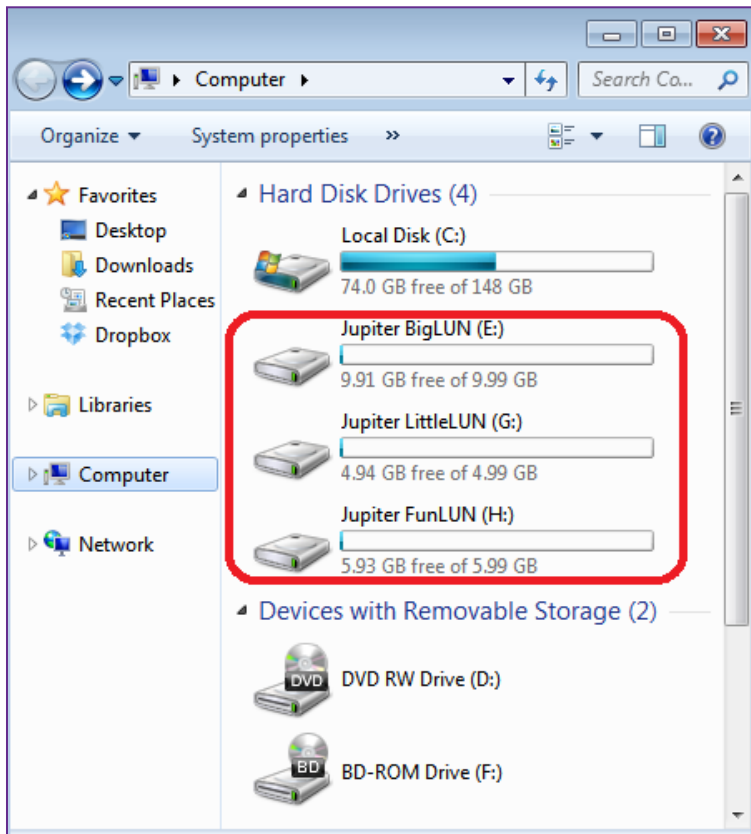 Computer
Search Co...
Organize
System properties
»
Favorites
Desktop
Downloads
Recent Places
Dropbox
Libraries
Computer
Network
Hard Disk Drives (4)
Local Disk (C:)
74.0 GB free of 148 GB
Jupiter BigLUN (E:)
9.91 GB free of 9.99 GB
Jupiter LittleLUN (G:)
4.94 GB free of 4.99 GB
Jupiter FunLUN (H:)
5.93 GB free of 5.99 GB
Devices with Removable Storage (2)
DVD
DVD RW Drive (D:)
BD
BD-ROM Drive (F:)